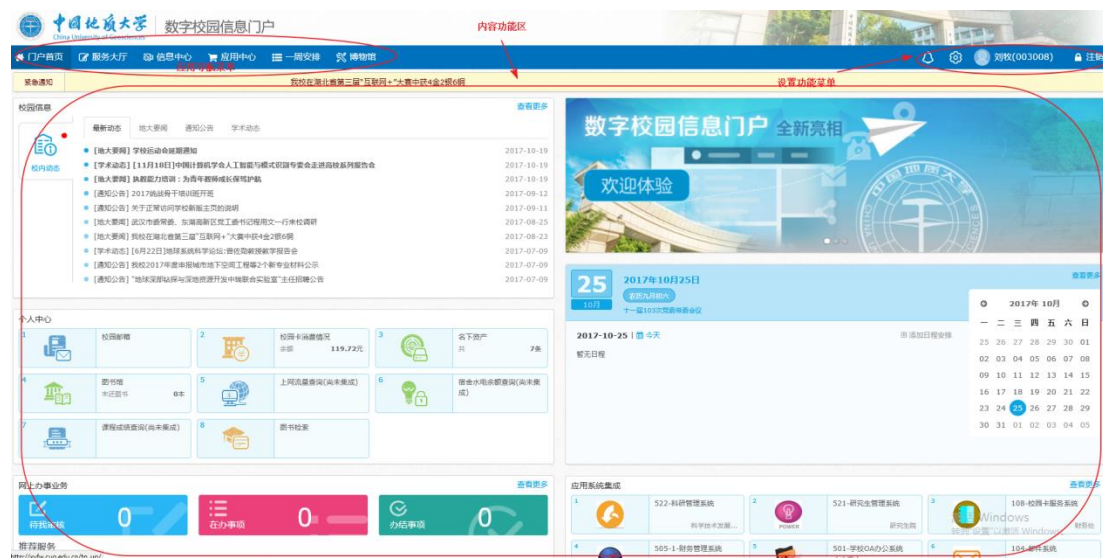 中国地质大学
China University of Geosciences
数字校园信息门户
内容功能区
门户首页 服务大厅 信息中心 应用中心 一周安排 博物馆
应用导航菜单
设置功能菜单
刘牧(003008) 注销
紧急通知
我校在湖北省第三届"互联网+"大赛中获4金2银6铜
校园信息 查看更多
校内动态
最新动态 地大要闻 通知公告 学术动态
[地大要闻] 学校运动会延期通知 2017-10-19
[学术动态] [11月10日]中国计算机学会人工智能与模式识别专委会走进高校系列报告会 2017-10-19
[地大要闻] 执教能力培训：为青年教师成长保驾护航 2017-10-19
[通知公告] 2017挑战骨干培训班开班 2017-09-12
[通知公告] 关于正常访问学校新版主页的说明 2017-09-11
[地大要闻] 武汉市委常委、东湖高新区党工委书记程用文一行来校调研 2017-08-25
[地大要闻] 我校在湖北省第三届"互联网+"大赛中获4金2银6铜 2017-08-23
[学术动态] [6月22日]地球系统科学论坛:曾佐勋教授教学报告会 2017-07-09
[通知公告] 我校2017年度申报城市地下空间工程等2个新专业材料公示 2017-07-09
[通知公告] "地球深部钻探与深地资源开发中俄联合实验室"主任招聘公告 2017-07-09
数字校园信息门户 全新亮相
欢迎体验
25
10月
2017年10月25日
农历九月初六
查看更多
2017-10-25 | 今天 添加日程安排
暂无日程
2017年 10月
一 二 三 四 五 六 日
25 26 27 28 29 30 01
02 03 04 05 06 07 08
09 10 11 12 13 14 15
16 17 18 19 20 21 22
23 24 25 26 27 28 29
30 31 01 02 03 04 05
个人中心
1 校园邮箱
2 校园卡消费情况
余额 119.72元
3 名下资产
共 7条
4 图书馆
未还图书 0本
5 上网流量查询(尚未集成)
6 宿舍水电余额查询(尚未集成)
7 课程成绩查询(尚未集成)
8 图书检索
网上办事业务 查看更多
待我审核 0
在办事项 0
办结事项 0
推荐服务
应用系统集成 查看更多
1 522-科研管理系统
科学技术发展...
2 521-研究生管理系统
POWER
研究生院
3 108-校园卡服务系统
财务处
4 505-1-财务管理系统
5 501-学校OA办公系统
6 104-邮件系统